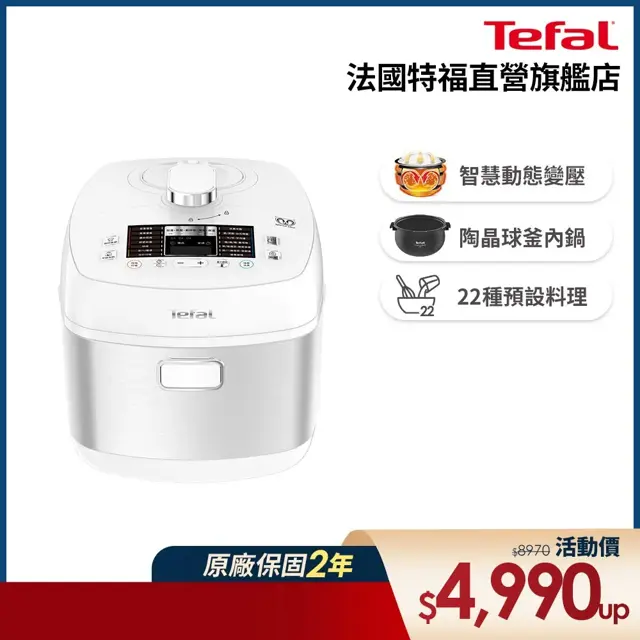 Tefal
法國特福直營旗艦店
智慧動態變壓
陶晶球釜內鍋
22
22種預設料理
Tefal
原廠保固2年
$8970 活動價
$4,990up